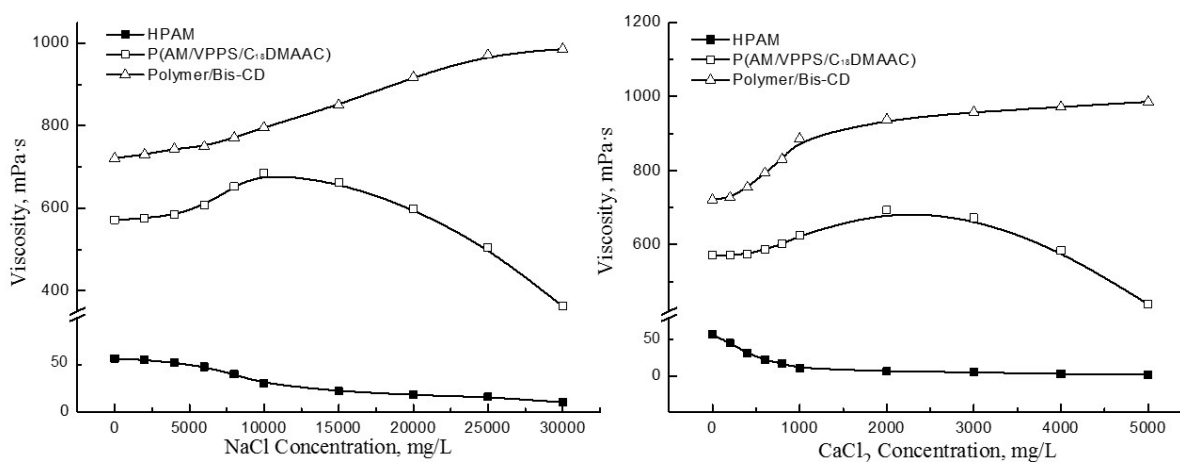 1000
800
600
400
50
0
Viscosity, mPa·s
HPAM
P(AM/VPPS/C₁₈DMAAC)
Polymer/Bis-CD
0 5000 10000 15000 20000 25000 30000
NaCl Concentration, mg/L
1200
1000
800
600
50
0
Viscosity, mPa·s
HPAM
P(AM/VPPS/C₁₈DMAAC)
Polymer/Bis-CD
0 1000 2000 3000 4000 5000
CaCl₂ Concentration, mg/L